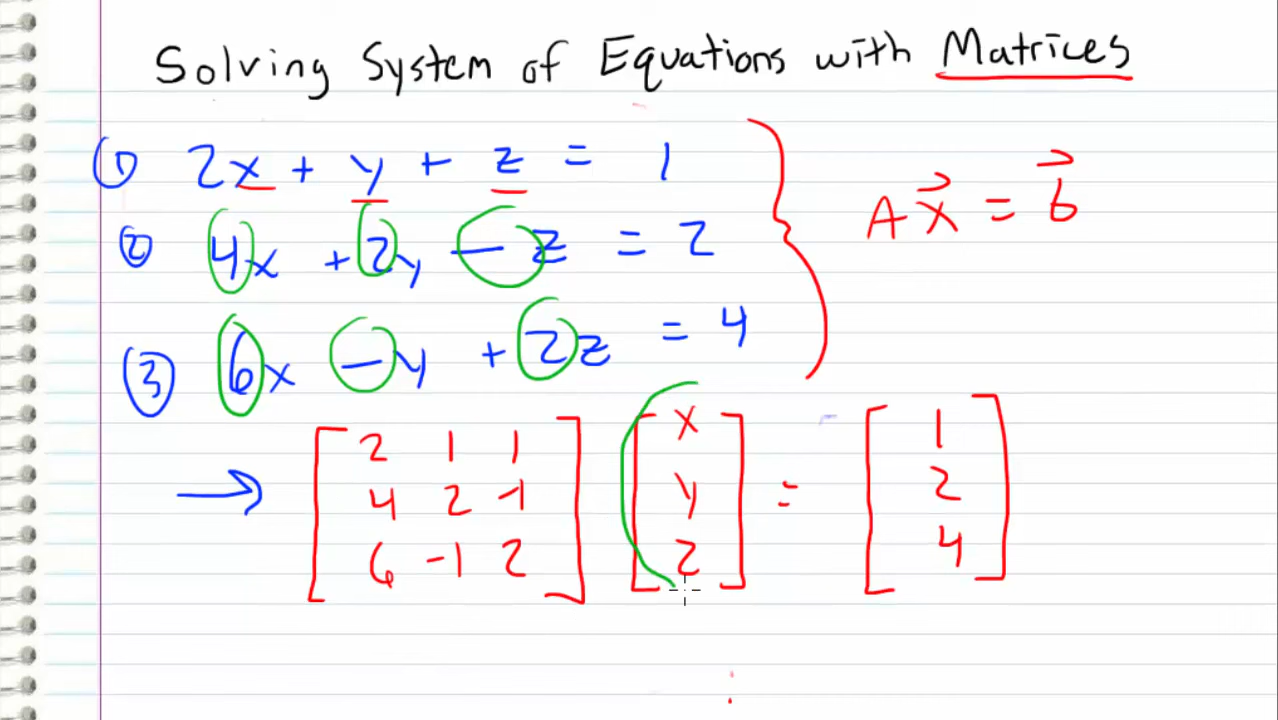 Solving System of Equations with Matrices
① 2x + y + z = 1
② 4x + 2y - z = 2
③ 6x - y + 2z = 4
A x⃗ = b⃗
→ [2 1 1] [x] = [1]
[4 2 -1] [y] [2]
[6 -1 2] [z] [4]